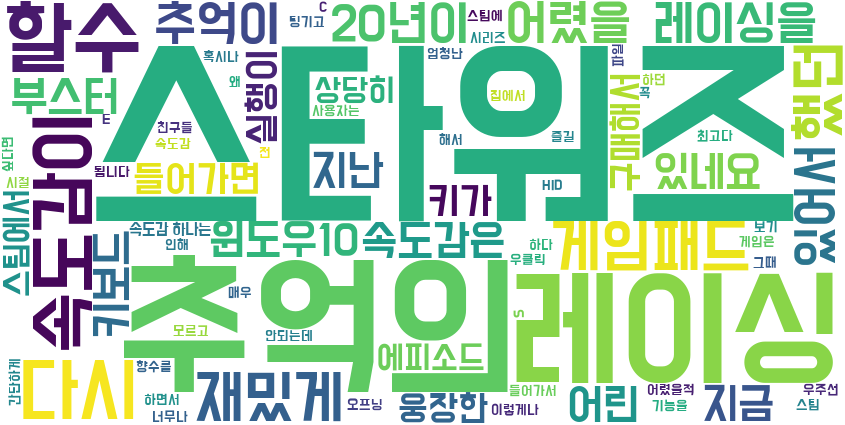 할수
추억이
팅기고
C
스팀에
20년이
어렸을
레이싱을
혹시나
시리즈
엄청난
파일
하던
꼭
더빙했
스타워즈
왜
실행이
상당히
집에서
사용자는
구매해서
부스터
E
친구들
속도감
전
해서
즐길
최고다
싶다면
됩니다
속도감이
시절
들어가면
지난
키가
HID
있네요
있어서
스팀에서
키보드
속도감 하나는
인해
윈도우10
속도감은
하다
우클릭
게임패드
보기
게임은
그때
추억의
레이싱
매우
모르고
안되는데
에피소드
S
간단하게
다시
향수를
하면서
너무나
재밌게
오프닝
웅장한
이렇게나
들어가서
어린
어렸을적
기능을
지금
우주선
스팀